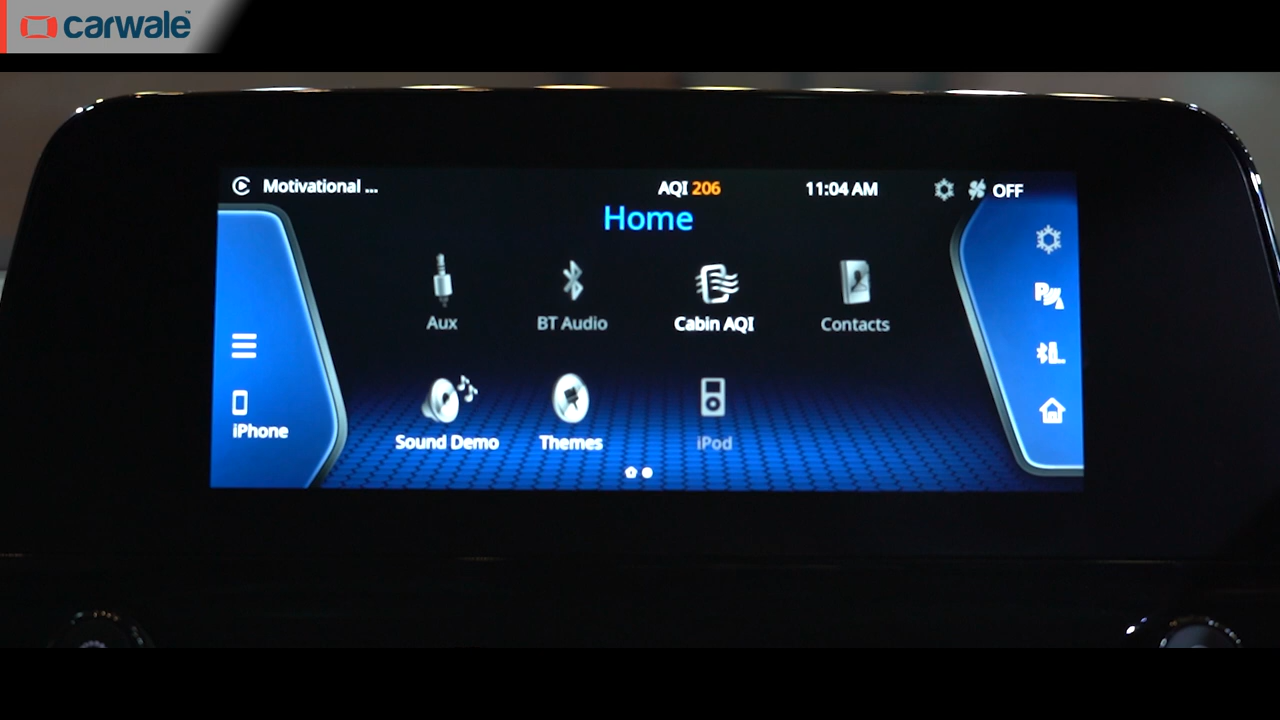 carwale™
Motivational ... AQI 206 11:04 AM OFF
Home
Aux BT Audio Cabin AQI Contacts
iPhone
Sound Demo Themes iPod